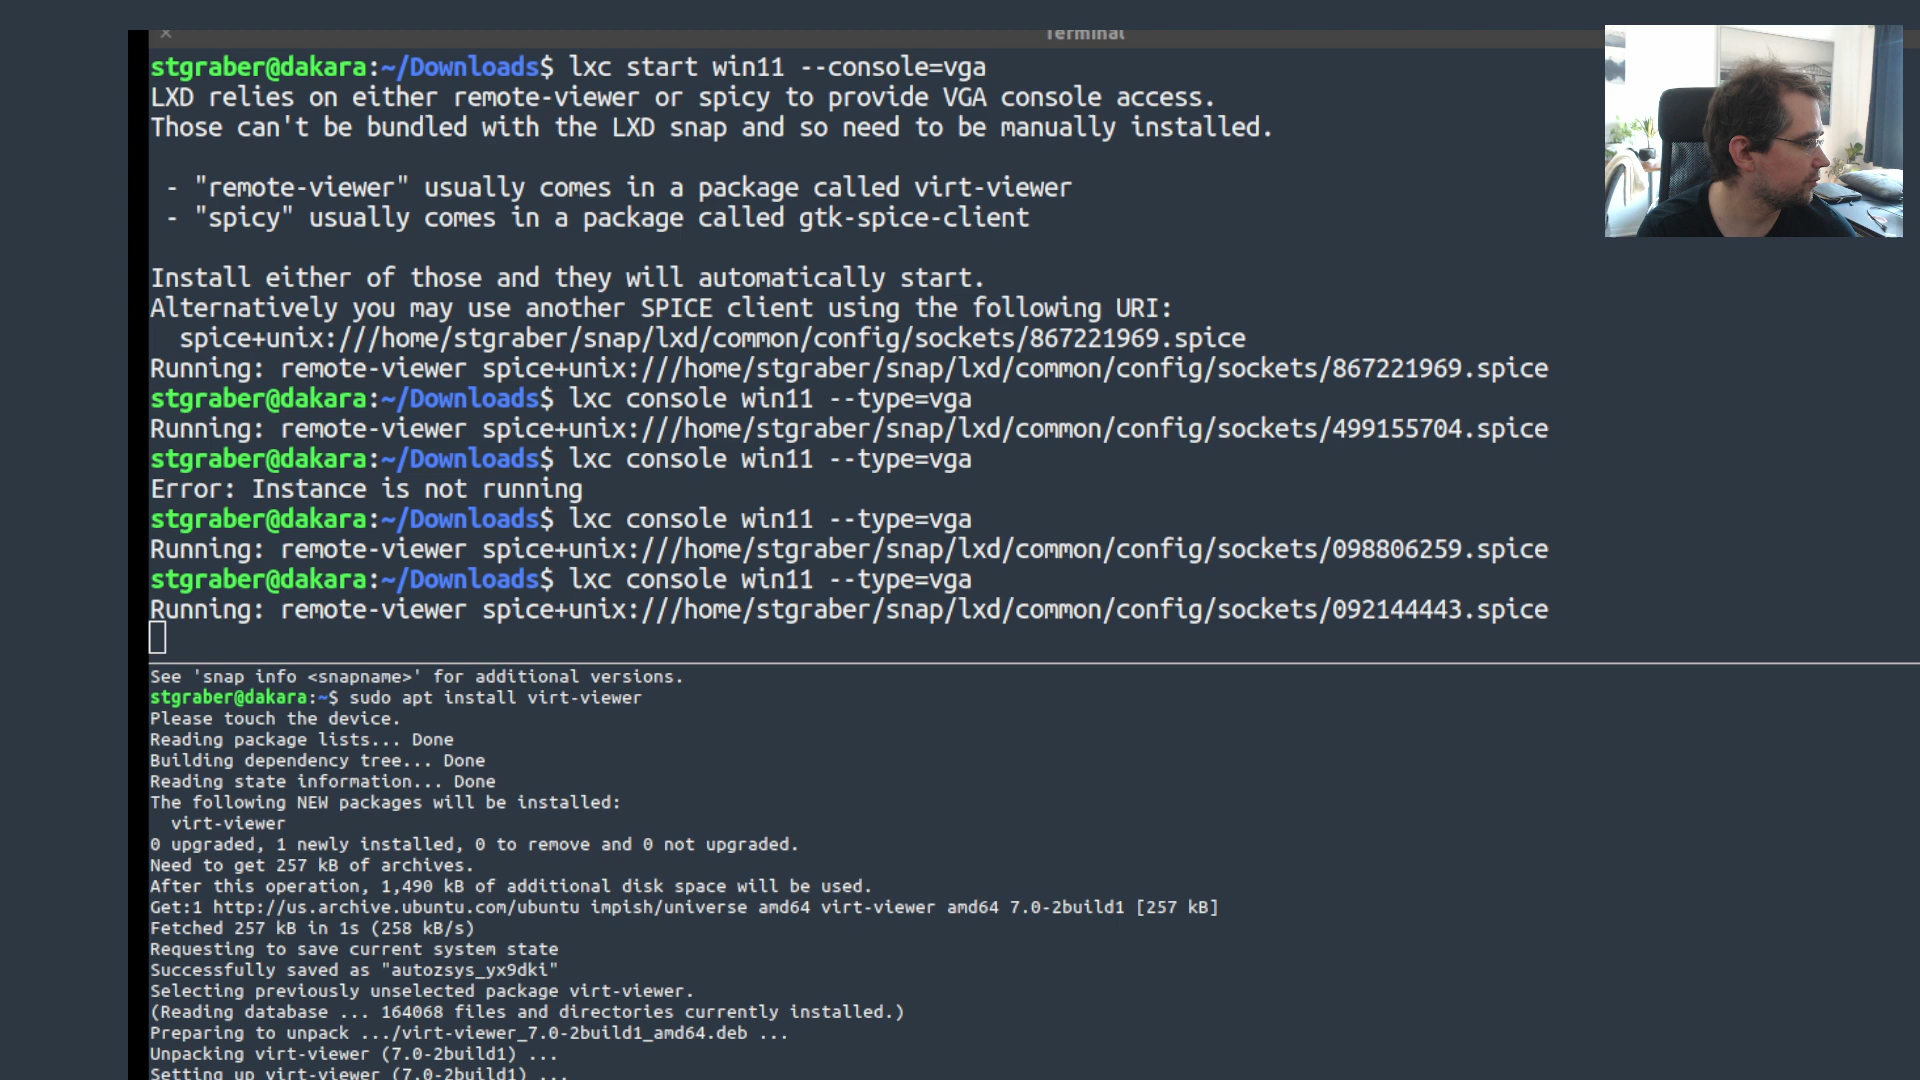 Terminal
stgraber@dakara:~/Downloads$ lxc start win11 --console=vga
LXD relies on either remote-viewer or spicy to provide VGA console access.
Those can't be bundled with the LXD snap and so need to be manually installed.
- "remote-viewer" usually comes in a package called virt-viewer
- "spicy" usually comes in a package called gtk-spice-client
Install either of those and they will automatically start.
Alternatively you may use another SPICE client using the following URI:
spice+unix:///home/stgraber/snap/lxd/common/config/sockets/867221969.spice
Running: remote-viewer spice+unix:///home/stgraber/snap/lxd/common/config/sockets/867221969.spice
stgraber@dakara:~/Downloads$ lxc console win11 --type=vga
Running: remote-viewer spice+unix:///home/stgraber/snap/lxd/common/config/sockets/499155704.spice
stgraber@dakara:~/Downloads$ lxc console win11 --type=vga
Error: Instance is not running
stgraber@dakara:~/Downloads$ lxc console win11 --type=vga
Running: remote-viewer spice+unix:///home/stgraber/snap/lxd/common/config/sockets/098806259.spice
stgraber@dakara:~/Downloads$ lxc console win11 --type=vga
Running: remote-viewer spice+unix:///home/stgraber/snap/lxd/common/config/sockets/092144443.spice
See 'snap info <snapname>' for additional versions.
stgraber@dakara:~$ sudo apt install virt-viewer
Please touch the device.
Reading package lists... Done
Building dependency tree... Done
Reading state information... Done
The following NEW packages will be installed:
virt-viewer
0 upgraded, 1 newly installed, 0 to remove and 0 not upgraded.
Need to get 257 kB of archives.
After this operation, 1,490 kB of additional disk space will be used.
Get:1 http://us.archive.ubuntu.com/ubuntu impish/universe amd64 virt-viewer amd64 7.0-2build1 [257 kB]
Fetched 257 kB in 1s (258 kB/s)
Requesting to save current system state
Successfully saved as "autozsys_yx9dki"
Selecting previously unselected package virt-viewer.
(Reading database ... 164068 files and directories currently installed.)
Preparing to unpack .../virt-viewer_7.0-2build1_amd64.deb ...
Unpacking virt-viewer (7.0-2build1) ...
Setting up virt-viewer (7.0-2build1) ...